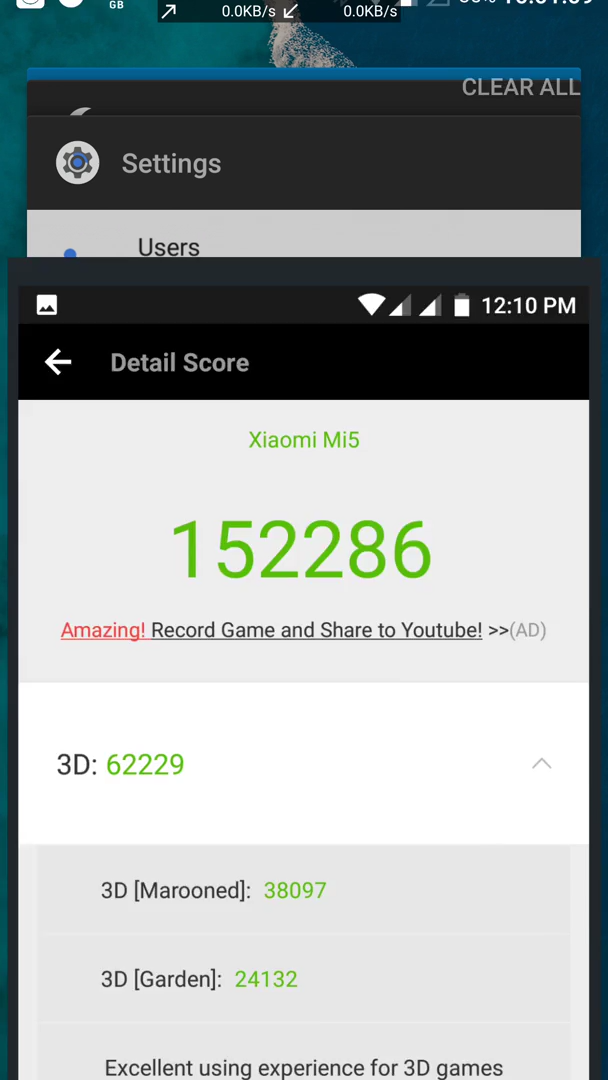 GB
0.0KB/s 0.0KB/s
CLEAR ALL
Settings
Users
12:10 PM
Detail Score
Xiaomi Mi5
152286
Amazing! Record Game and Share to Youtube! >>(AD)
3D: 62229
3D [Marooned]: 38097
3D [Garden]: 24132
Excellent using experience for 3D games